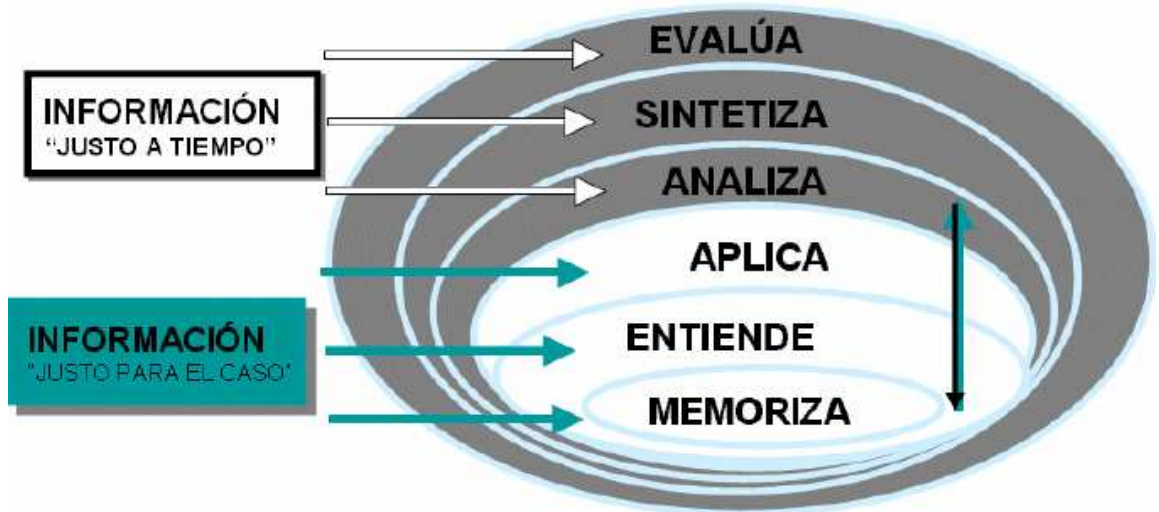 EVALÚA
SINTETIZA
ANALIZA
APLICA
ENTIENDE
MEMORIZA
INFORMACIÓN
“JUSTO A TIEMPO”
INFORMACIÓN
"JUSTO PARA EL CASO"